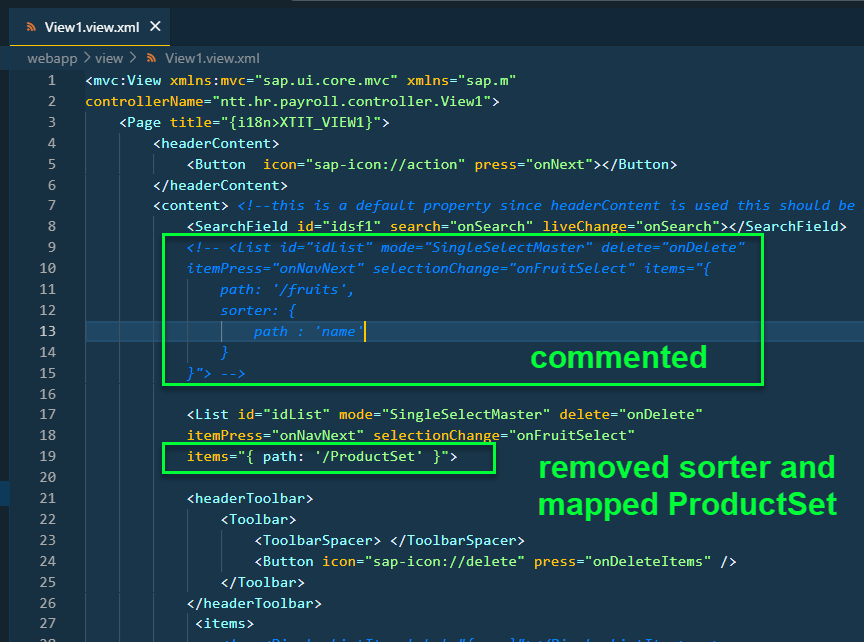 View1.view.xml ✕
webapp > view > View1.view.xml
1 <mvc:View xmlns:mvc="sap.ui.core.mvc" xmlns="sap.m"
2 controllerName="ntt.hr.payroll.controller.View1">
3 <Page title="{i18n>XTIT_VIEW1}">
4 <headerContent>
5 <Button  icon="sap-icon://action" press="onNext"></Button>
6 </headerContent>
7 <content> <!--this is a default property since headerContent is used this should be
8 <SearchField id="idsf1" search="onSearch" liveChange="onSearch"></SearchField>
9 <!-- <List id="idList" mode="SingleSelectMaster" delete="onDelete"
10 itemPress="onNavNext" selectionChange="onFruitSelect" items="{
11 path: '/fruits',
12 sorter: {
13 path : 'name'
14 }
15 }"> -->
commented
16
17 <List id="idList" mode="SingleSelectMaster" delete="onDelete"
18 itemPress="onNavNext" selectionChange="onFruitSelect"
19 items="{ path: '/ProductSet' }">
removed sorter and
mapped ProductSet
20
21 <headerToolbar>
22 <Toolbar>
23 <ToolbarSpacer> </ToolbarSpacer>
24 <Button icon="sap-icon://delete" press="onDeleteItems" />
25 </Toolbar>
26 </headerToolbar>
27 <items>